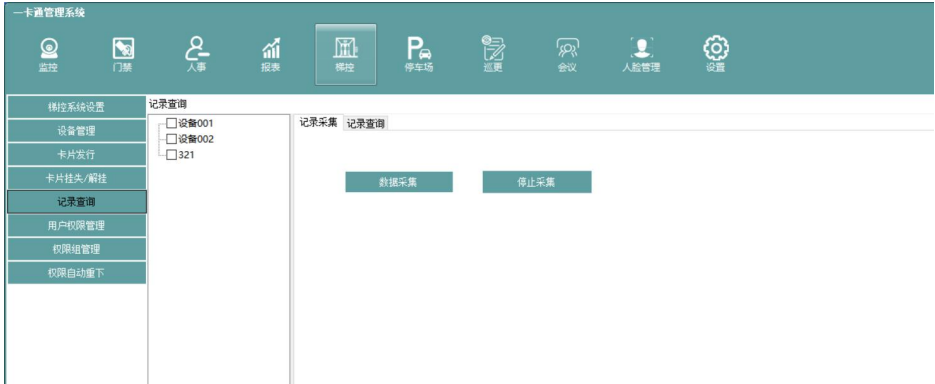 一卡通管理系统
监控 门禁 人事 报表 梯控 停车场 巡更 会议 人脸管理 设置
梯控系统设置
设备管理
卡片发行
卡片挂失/解挂
记录查询
用户权限管理
权限组管理
权限自动重下
记录查询
设备001
设备002
321
记录采集 记录查询
数据采集 停止采集